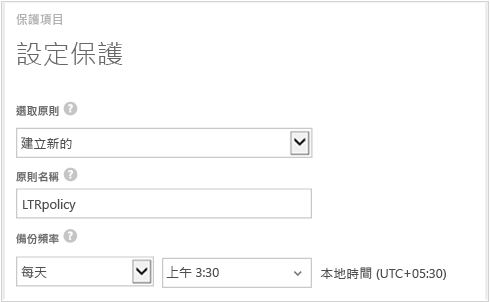 保護項目
設定保護
選取原則 ?
建立新的
原則名稱 ?
LTRpolicy
備份頻率 ?
每天 上午 3:30 本地時間 (UTC+05:30)